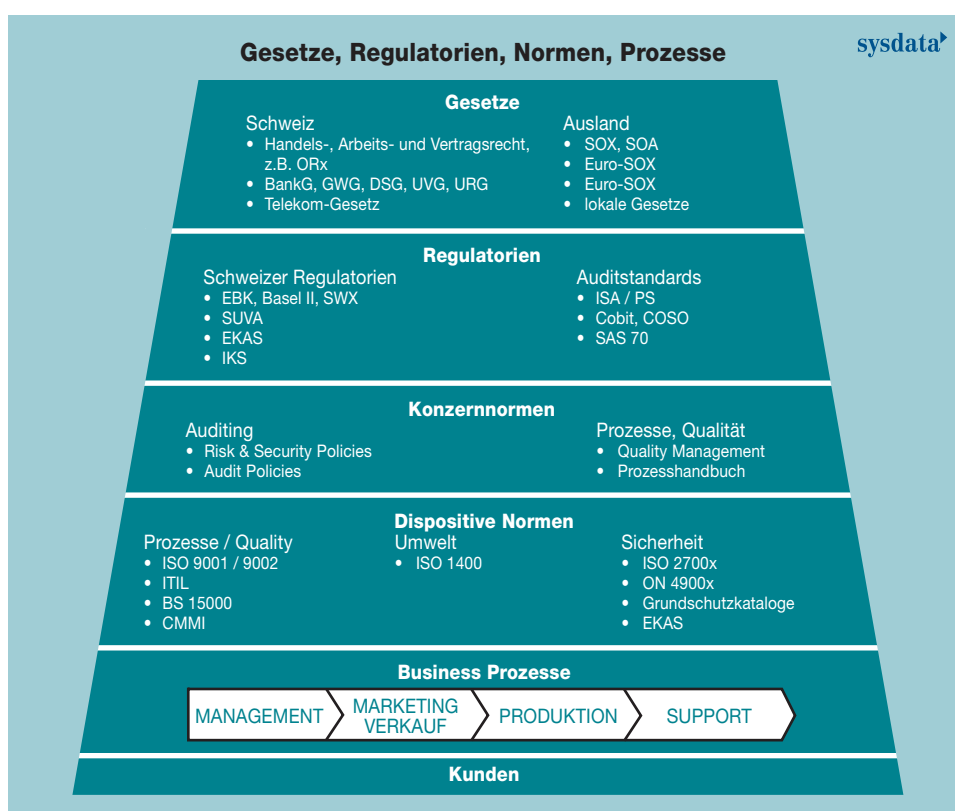 Gesetze, Regulatorien, Normen, Prozesse
sysdata
Gesetze
Schweiz
• Handels-, Arbeits- und Vertragsrecht,
z.B. ORx
• BankG, GWG, DSG, UVG, URG
• Telekom-Gesetz
Ausland
• SOX, SOA
• Euro-SOX
• Euro-SOX
• lokale Gesetze
Regulatorien
Schweizer Regulatorien
• EBK, Basel II, SWX
• SUVA
• EKAS
• IKS
Auditstandards
• ISA / PS
• Cobit, COSO
• SAS 70
Konzernnormen
Auditing
• Risk & Security Policies
• Audit Policies
Prozesse, Qualität
• Quality Management
• Prozesshandbuch
Dispositive Normen
Prozesse / Quality
• ISO 9001 / 9002
• ITIL
• BS 15000
• CMMI
Umwelt
• ISO 1400
Sicherheit
• ISO 2700x
• ON 4900x
• Grundschutzkataloge
• EKAS
Business Prozesse
MANAGEMENT
MARKETING
VERKAUF
PRODUKTION
SUPPORT
Kunden